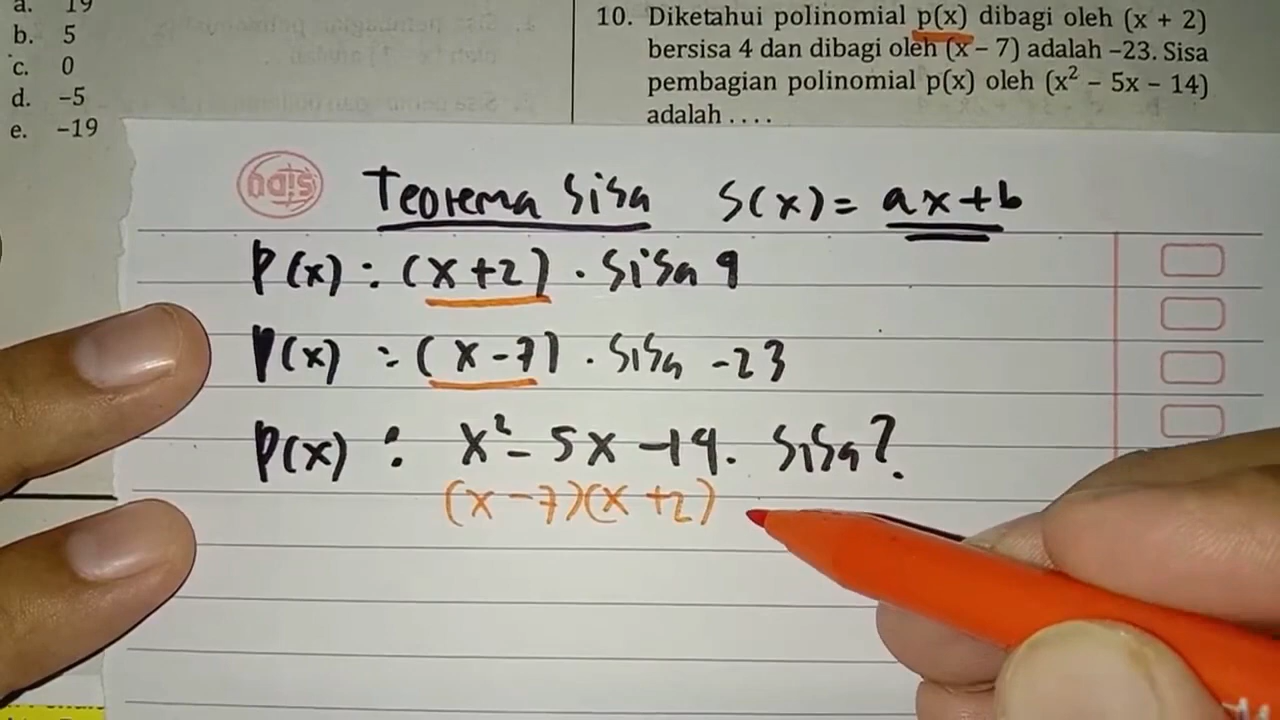 a. 19
b. 5
c. 0
d. −5
e. −19
10. Diketahui polinomial p(x) dibagi oleh (x + 2)
bersisa 4 dan dibagi oleh (x − 7) adalah −23. Sisa
pembagian polinomial p(x) oleh (x² − 5x − 14)
adalah . . . .
Teorema Sisa S(x) = ax+b
P(x) : (x+2) . Sisa 4
P(x) : (x-7) . Sisa -23
P(x) : x² - 5x - 14. Sisa?
(x - 7)(x + 2)